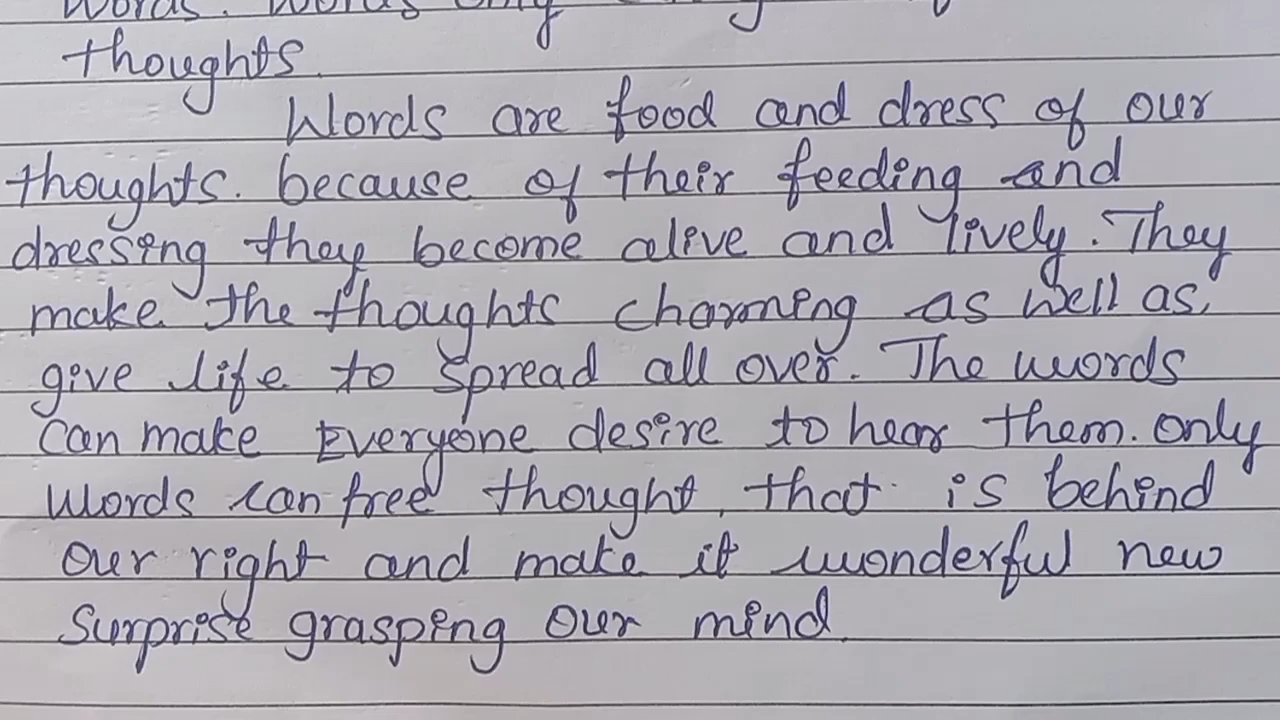 words. Words only
thoughts.
Words are food and dress of our
thoughts. because of their feeding and
dressing they become alive and lively. They
make the thoughts charming as well as,
give life to spread all over. The words
can make Everyone desire to hear them. only
words can free thought, that is behind
our right and make it wonderful new
Surprise grasping our mind.